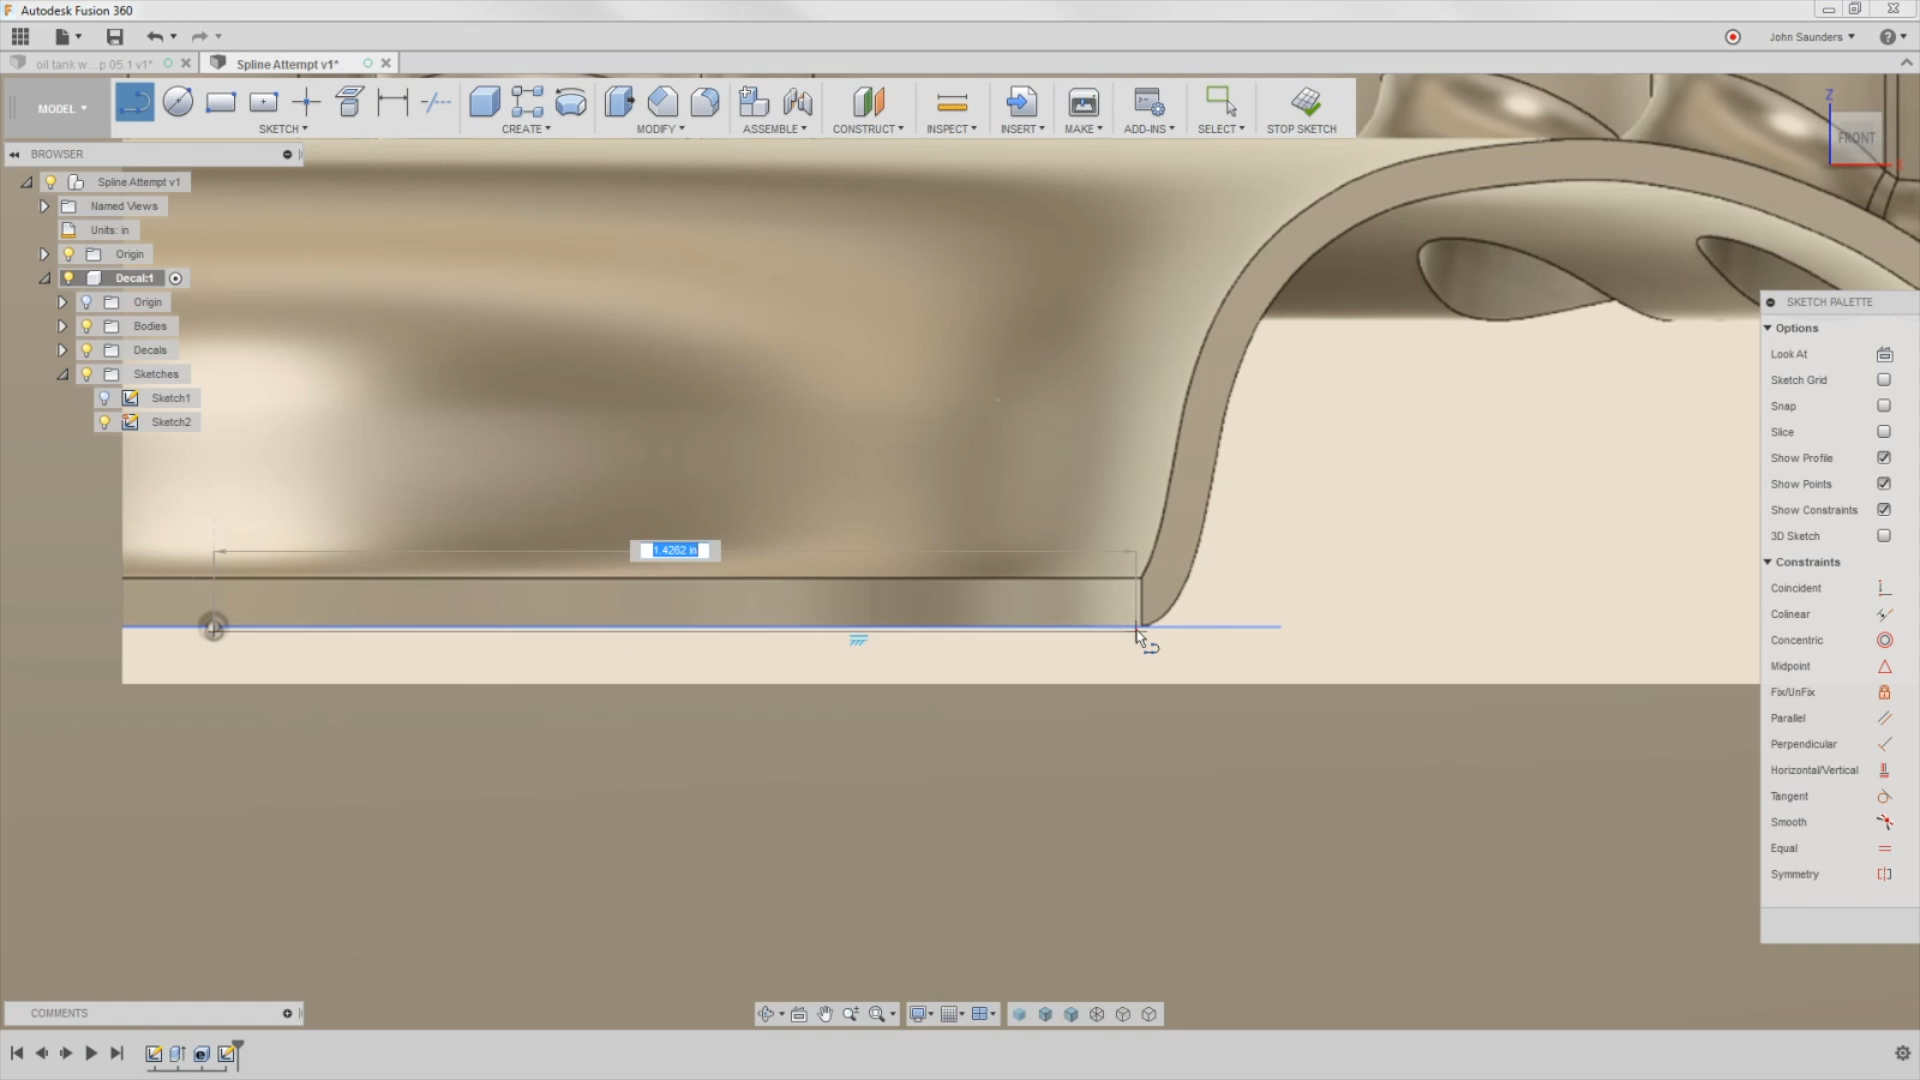 Autodesk Fusion 360
John Saunders
oil tank w...p 05.1 v1*
Spline Attempt v1*
MODEL
SKETCH
CREATE
MODIFY
ASSEMBLE
CONSTRUCT
INSPECT
INSERT
MAKE
ADD-INS
SELECT
STOP SKETCH
Z
FRONT
BROWSER
Spline Attempt v1
Named Views
Units: in
Origin
Decal:1
Origin
Bodies
Decals
Sketches
Sketch1
Sketch2
1.4262 in
SKETCH PALETTE
Options
Look At
Sketch Grid
Snap
Slice
Show Profile
Show Points
Show Constraints
3D Sketch
Constraints
Coincident
Colinear
Concentric
Midpoint
Fix/UnFix
Parallel
Perpendicular
Horizontal/Vertical
Tangent
Smooth
Equal
Symmetry
COMMENTS